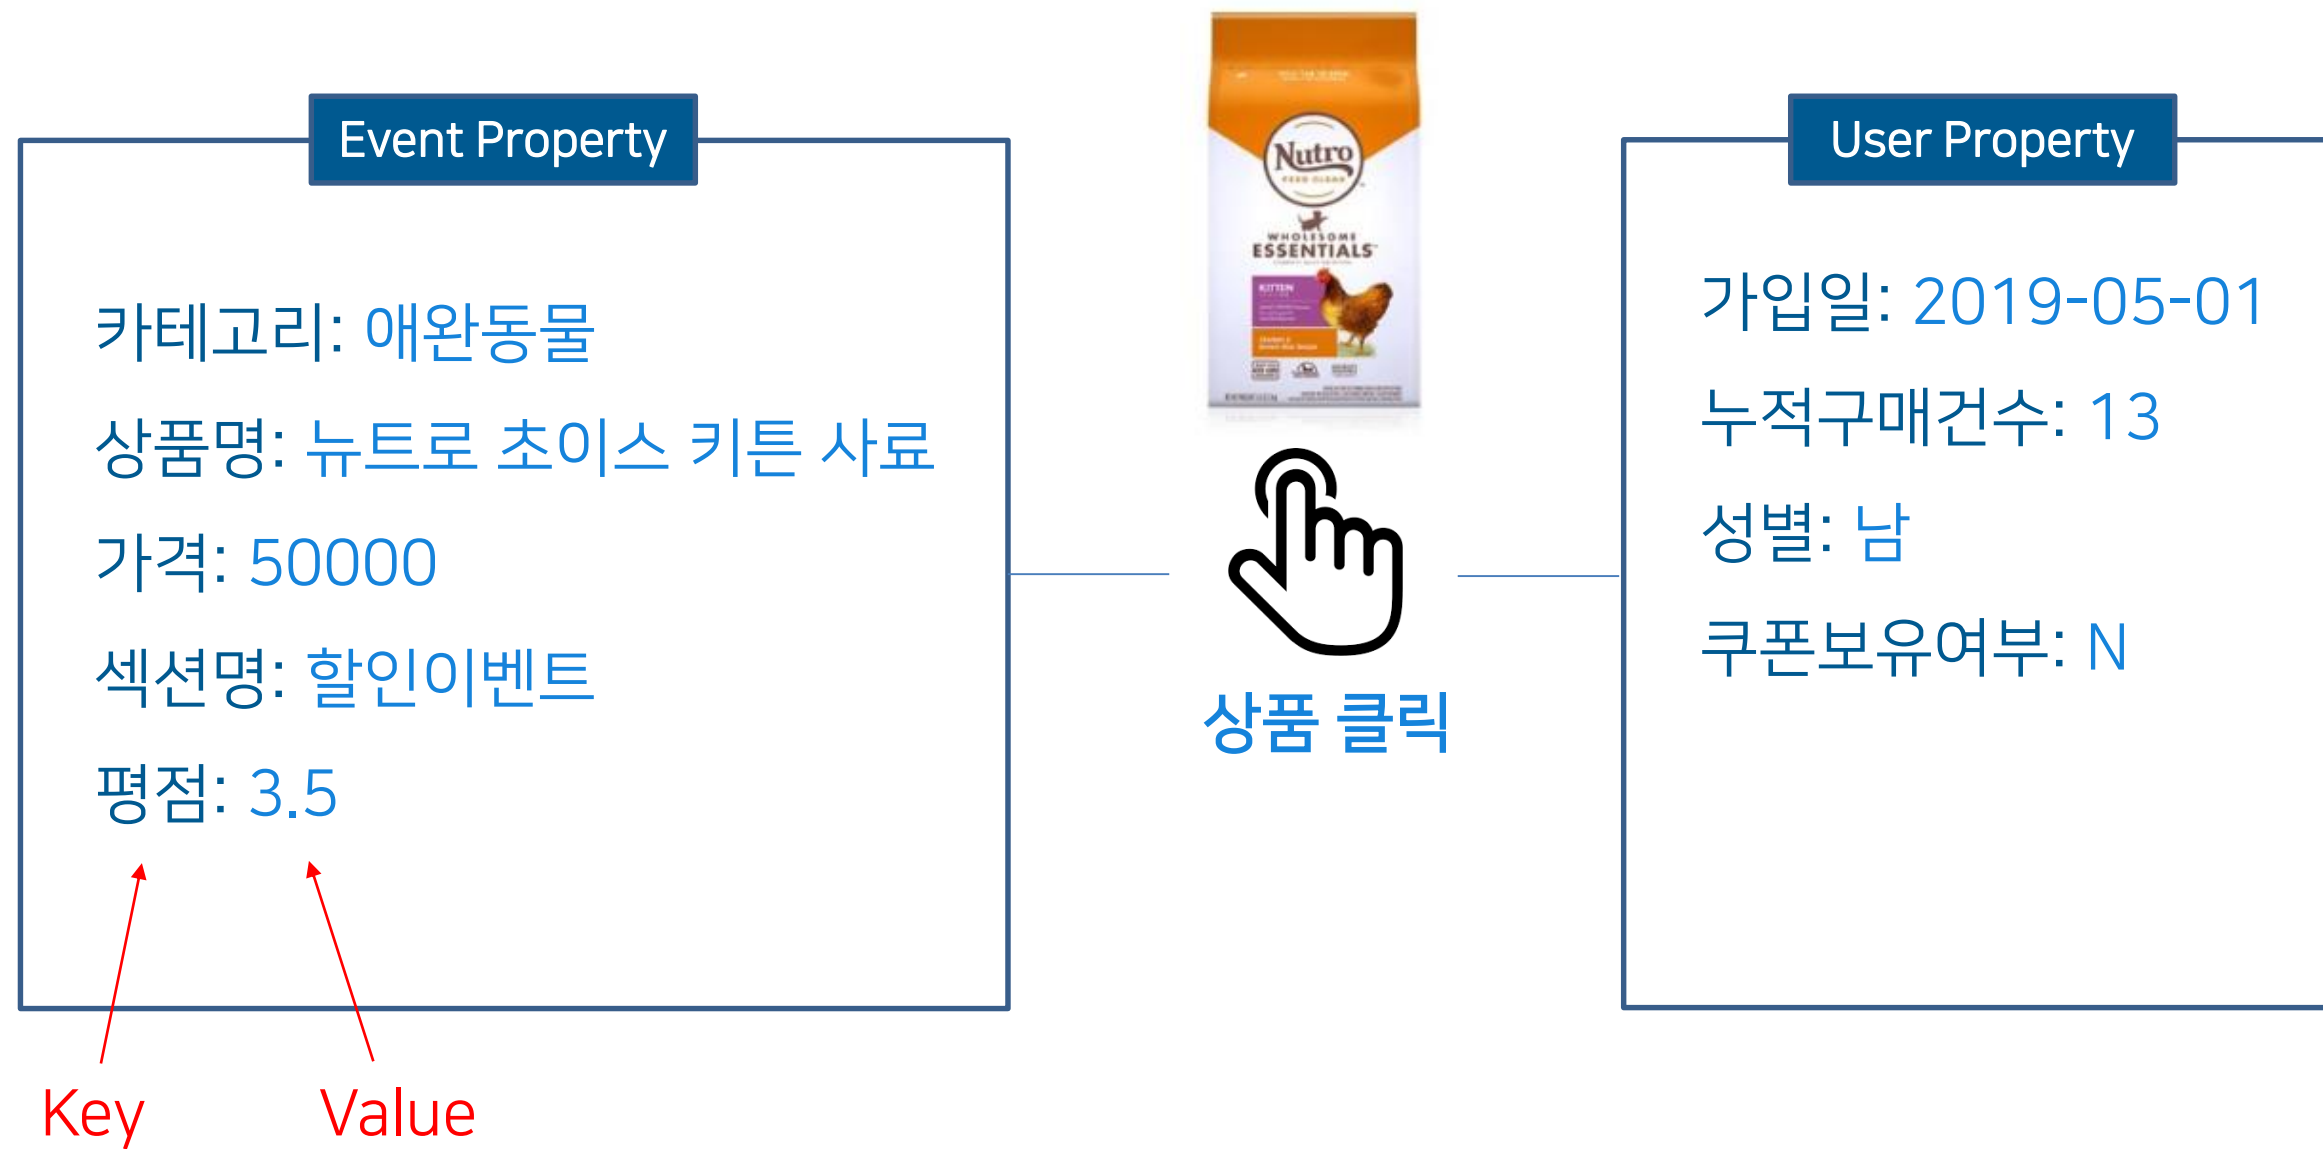 Event Property
카테고리: 애완동물
상품명: 뉴트로 초이스 키튼 사료
가격: 50000
섹션명: 할인이벤트
평점: 3.5
Key
Value
Nutro
FEED CLEAN
WHOLESOME
ESSENTIALS
KITTEN
상품 클릭
User Property
가입일: 2019-05-01
누적구매건수: 13
성별: 남
쿠폰보유여부: N